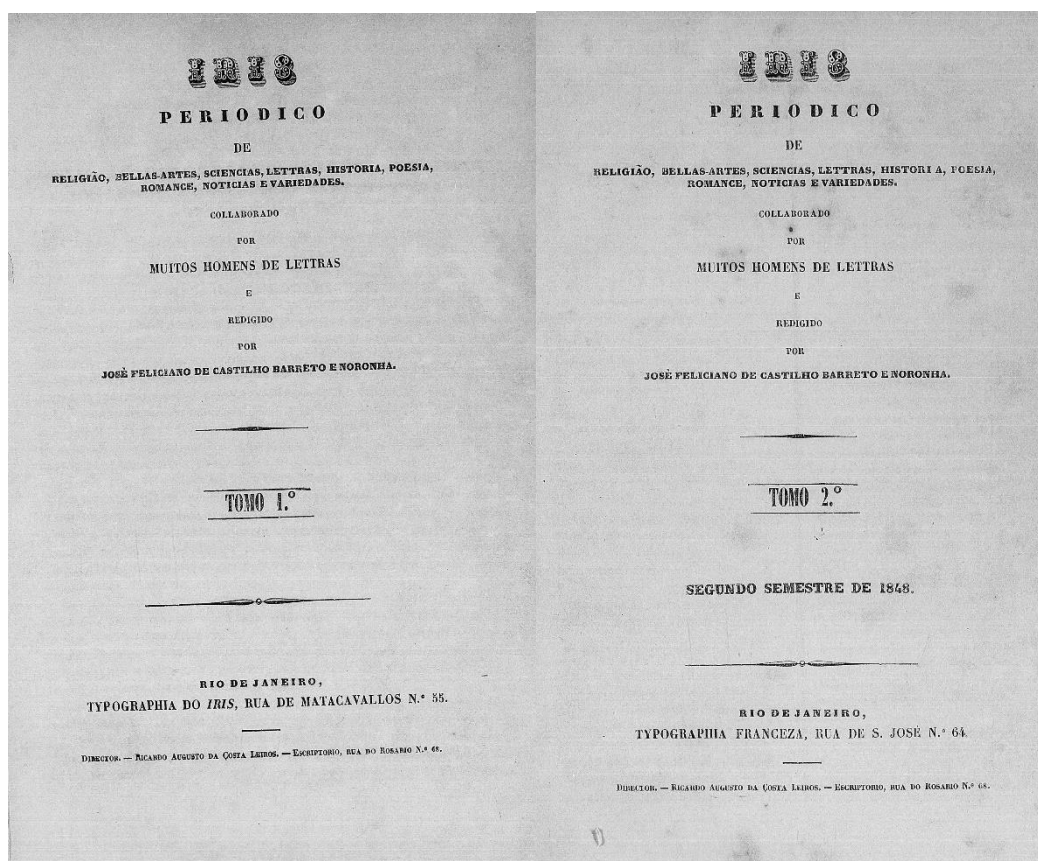 IRIS
PERIODICO
DE
RELIGIÃO, BELLAS-ARTES, SCIENCIAS, LETTRAS, HISTORIA, POESIA,
ROMANCE, NOTICIAS E VARIEDADES.
COLLABORADO
POR
MUITOS HOMENS DE LETTRAS
E
REDIGIDO
POR
JOSÈ FELICIANO DE CASTILHO BARRETO E NORONHA.
TOMO 1.º
RIO DE JANEIRO,
TYPOGRAPHIA DO IRIS, RUA DE MATACAVALLOS N.º 55.
DIRECTOR. — RICARDO AUGUSTO DA COSTA LEIROS. — ESCRIPTORIO, RUA DO ROSARIO N.º 68.
IRIS
PERIODICO
DE
RELIGIÃO, BELLAS-ARTES, SCIENCIAS, LETTRAS, HISTORIA, POESIA,
ROMANCE, NOTICIAS E VARIEDADES.
COLLABORADO
POR
MUITOS HOMENS DE LETTRAS
E
REDIGIDO
POR
JOSÈ FELICIANO DE CASTILHO BARRETO E NORONHA.
TOMO 2.º
SEGUNDO SEMESTRE DE 1848.
RIO DE JANEIRO,
TYPOGRAPHIA FRANCEZA, RUA DE S. JOSÉ N.º 64.
DIRECTOR. — RICARDO AUGUSTO DA COSTA LEIROS. — ESCRIPTORIO, RUA DO ROSARIO N.º 68.